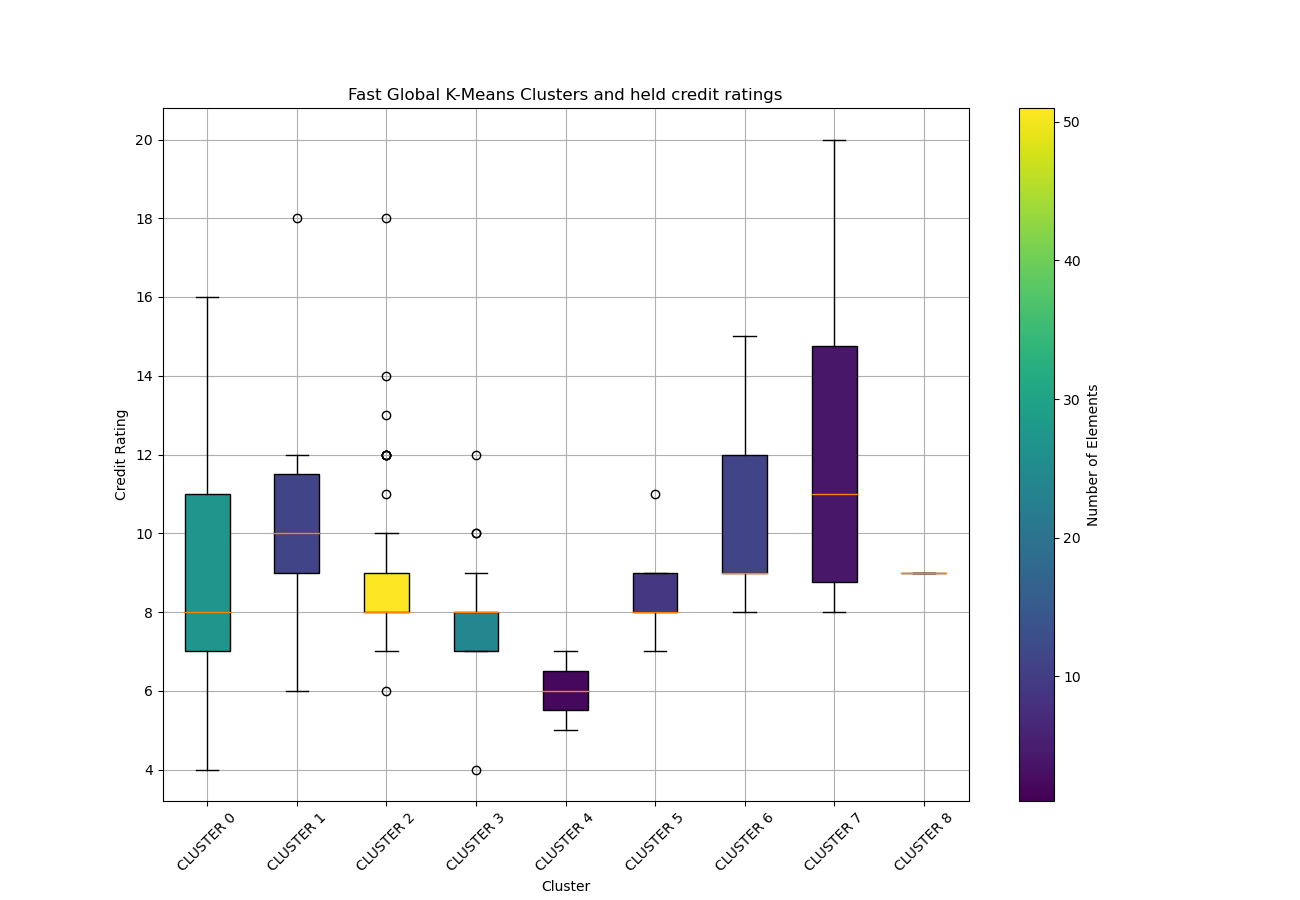 Fast Global K-Means Clusters and held credit ratings
20
18
16
14
12
10
8
6
4
Credit Rating
CLUSTER 0
CLUSTER 1
CLUSTER 2
CLUSTER 3
CLUSTER 4
CLUSTER 5
CLUSTER 6
CLUSTER 7
CLUSTER 8
Cluster
50
40
30
20
10
Number of Elements